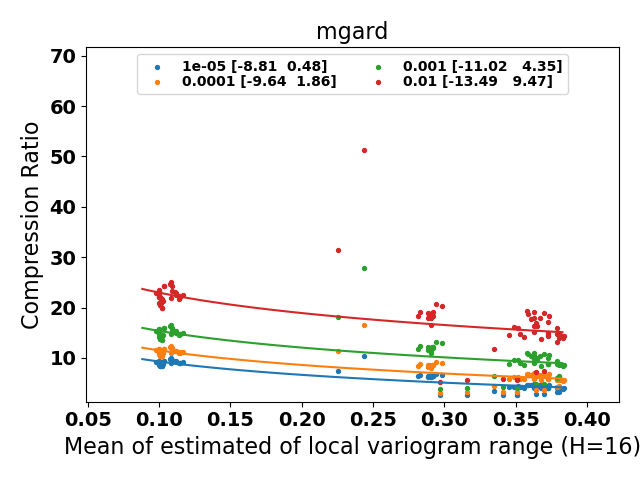 mgard
1e-05 [-8.81  0.48]
0.0001 [-9.64  1.86]
0.001 [-11.02   4.35]
0.01 [-13.49   9.47]
Compression Ratio
70
60
50
40
30
20
10
0.05 0.10 0.15 0.20 0.25 0.30 0.35 0.40
Mean of estimated of local variogram range (H=16)